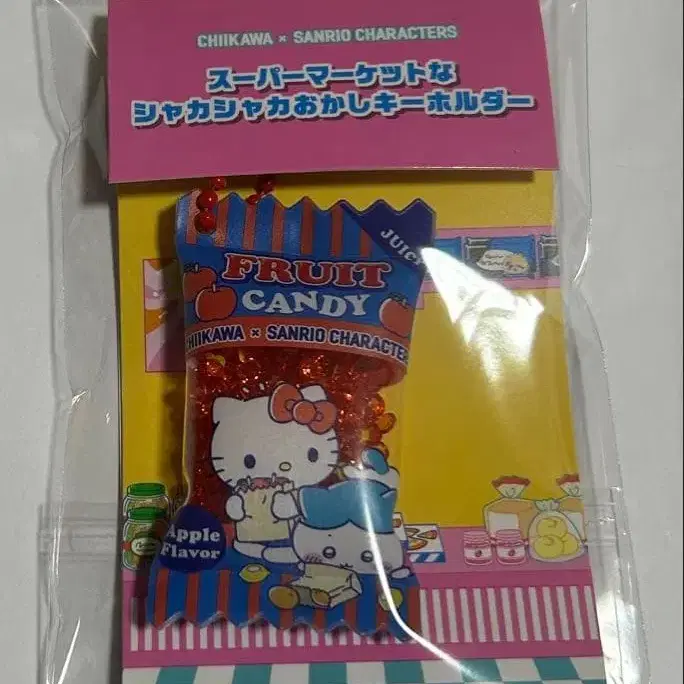 CHIIKAWA × SANRIO CHARACTERS
スーパーマーケットな
シャカシャカおかしキーホルダー
JUIC
FRUIT
CANDY
CHIIKAWA × SANRIO CHARACTERS
Apple
Flavor